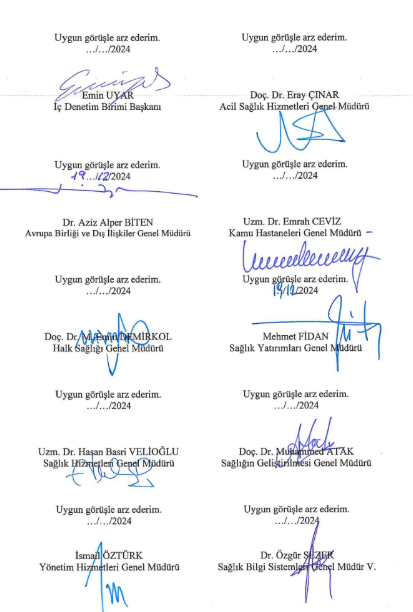 Uygun görüşle arz ederim.
…/…/2024
Emin UYAR
İç Denetim Birimi Başkanı
Uygun görüşle arz ederim.
…/…/2024
Doç. Dr. Eray ÇINAR
Acil Sağlık Hizmetleri Genel Müdürü
Uygun görüşle arz ederim.
19/12/2024
Dr. Aziz Alper BİTEN
Avrupa Birliği ve Dış İlişkiler Genel Müdürü
Uygun görüşle arz ederim.
…/…/2024
Uzm. Dr. Emrah CEVİZ
Kamu Hastaneleri Genel Müdürü
Uygun görüşle arz ederim.
…/…/2024
Doç. Dr. M. Emin DEMİRKOL
Halk Sağlığı Genel Müdürü
Uygun görüşle arz ederim.
19/12/2024
Mehmet FİDAN
Sağlık Yatırımları Genel Müdürü
Uygun görüşle arz ederim.
…/…/2024
Uzm. Dr. Hasan Basri VELİOĞLU
Sağlık Hizmetleri Genel Müdürü
Uygun görüşle arz ederim.
…/…/2024
Doç. Dr. Muhammed ATAK
Sağlığın Geliştirilmesi Genel Müdürü
Uygun görüşle arz ederim.
…/…/2024
İsmail ÖZTÜRK
Yönetim Hizmetleri Genel Müdürü
Uygun görüşle arz ederim.
…/…/2024
Dr. Özgür SEZER
Sağlık Bilgi Sistemleri Genel Müdür V.